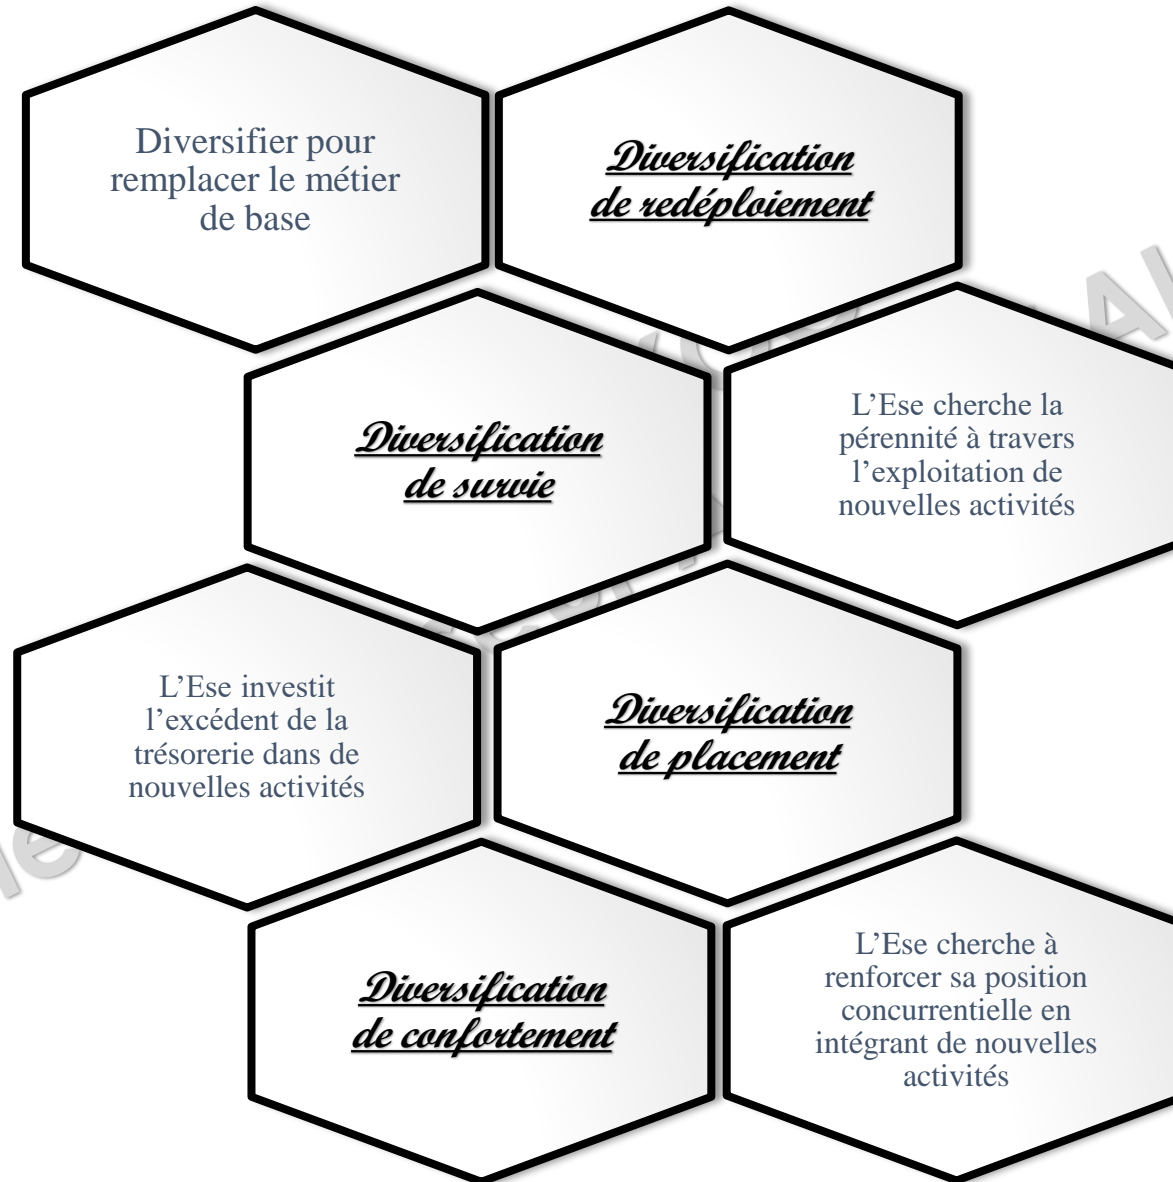 Diversifier pour
remplacer le métier
de base
Diversification
de redéploiement
Diversification
de survie
L’Ese cherche la
pérennité à travers
l’exploitation de
nouvelles activités
L’Ese investit
l’excédent de la
trésorerie dans de
nouvelles activités
Diversification
de placement
Diversification
de confortement
L’Ese cherche à
renforcer sa position
concurrentielle en
intégrant de nouvelles
activités